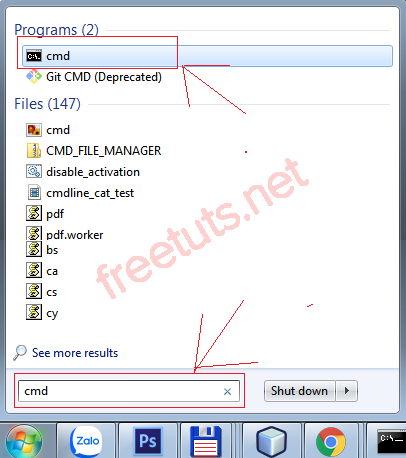 Programs (2)
cmd
Git CMD (Deprecated)
Files (147)
cmd
CMD_FILE_MANAGER
disable_activation
cmdline_cat_test
pdf
pdf.worker
bs
ca
cs
cy
freetuts.net
See more results
cmd
Shut down
Zalo
Ps
C:\.